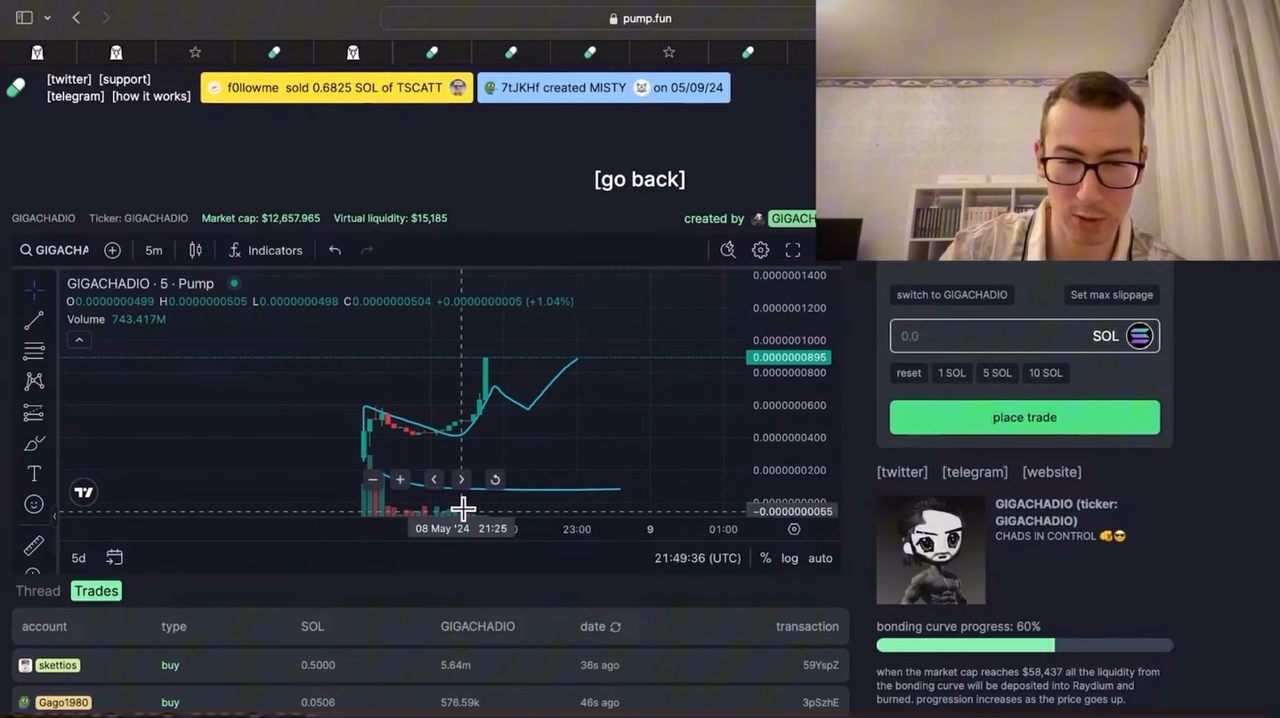 pump.fun
[twitter] [support]
[telegram] [how it works]
f0llowme sold 0.6825 SOL of TSCATT
7tJKHf created MISTY on 05/09/24
[go back]
GIGACHADIO Ticker: GIGACHADIO Market cap: $12,657.965 Virtual liquidity: $15,185
created by GIGACH
GIGACHA 5m Indicators
GIGACHADIO · 5 · Pump
O0.0000000499 H0.0000000505 L0.0000000498 C0.0000000504 +0.0000000005 (+1.04%)
Volume 743.417M
0.0000001400
0.0000001200
0.0000001000
0.0000000895
0.0000000800
0.0000000600
0.0000000400
0.0000000200
−0.0000000055
08 May '24 21:25
23:00
9
01:00
5d
21:49:36 (UTC) % log auto
switch to GIGACHADIO
Set max slippage
0.0
SOL
reset
1 SOL
5 SOL
10 SOL
place trade
[twitter] [telegram] [website]
GIGACHADIO (ticker:
GIGACHADIO)
CHADS IN CONTROL
bonding curve progress: 60%
when the market cap reaches $58,437 all the liquidity
from the bonding curve will be deposited into Raydium and
burned. progression increases as the price goes up.
Thread Trades
account type SOL GIGACHADIO date transaction
skettios buy 0.5000 5.64m 36s ago 59YspZ
Gago1980 buy 0.0506 576.59k 46s ago 3pSzhE